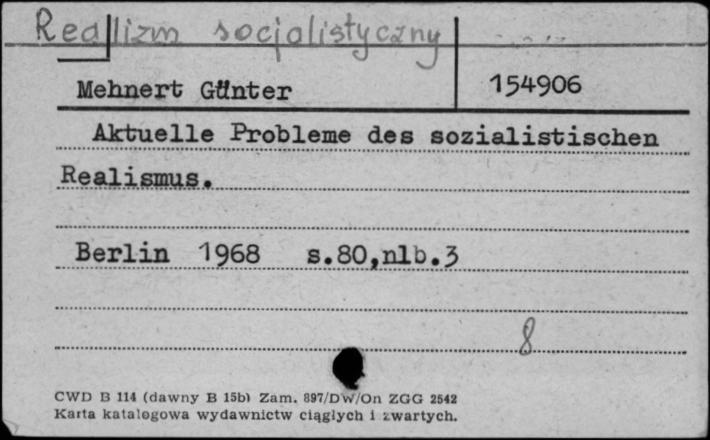 Realizm socjalistyczny
Mehnert Günter 154906
Aktuelle Probleme des sozialistischen
Realismus.
Berlin 1968 s.80,nlb.3
8
CWD B 114 (dawny B 15b) Zam. 897/DW/On ZGG 2542
Karta katalogowa wydawnictw ciągłych i zwartych.